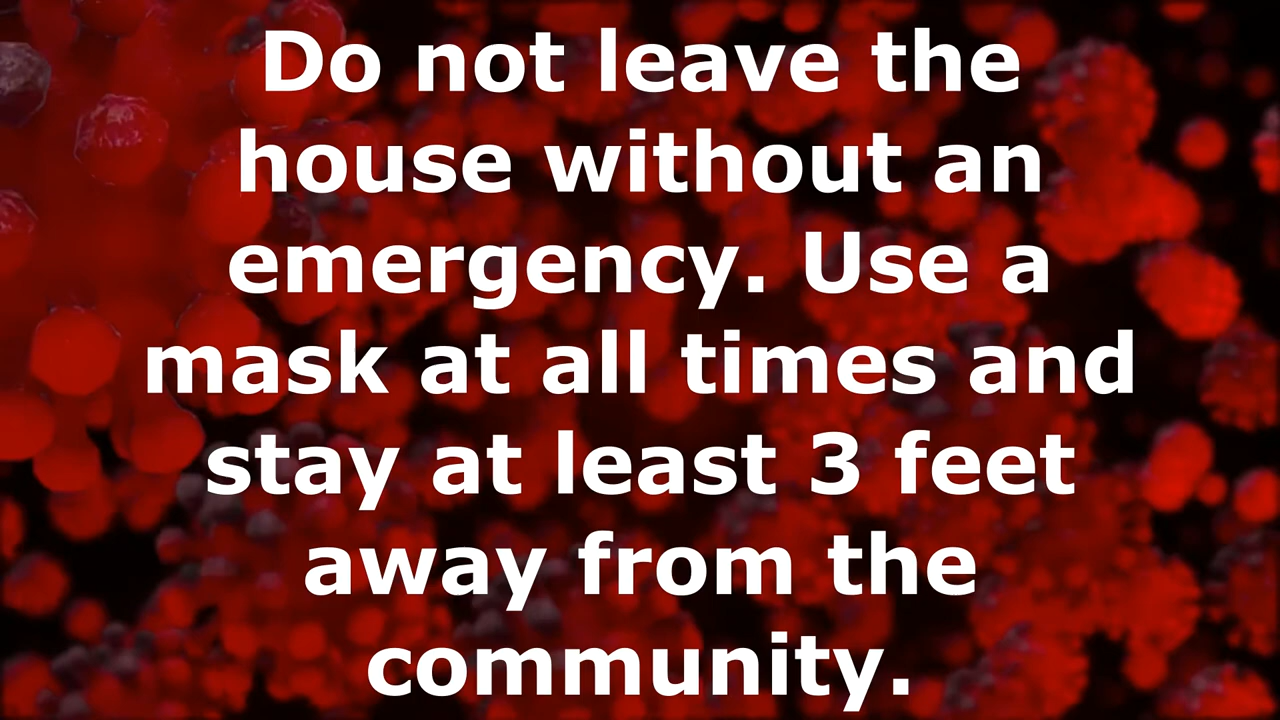 Do not leave the
house without an
emergency. Use a
mask at all times and
stay at least 3 feet
away from the
community.